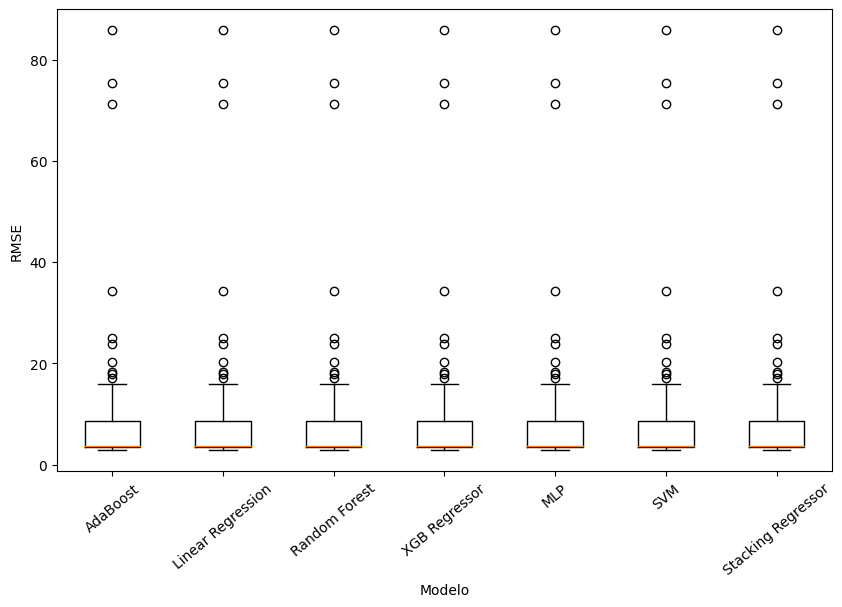 80
60
40
20
0
RMSE
AdaBoost
Linear Regression
Random Forest
XGB Regressor
MLP
SVM
Stacking Regressor
Modelo